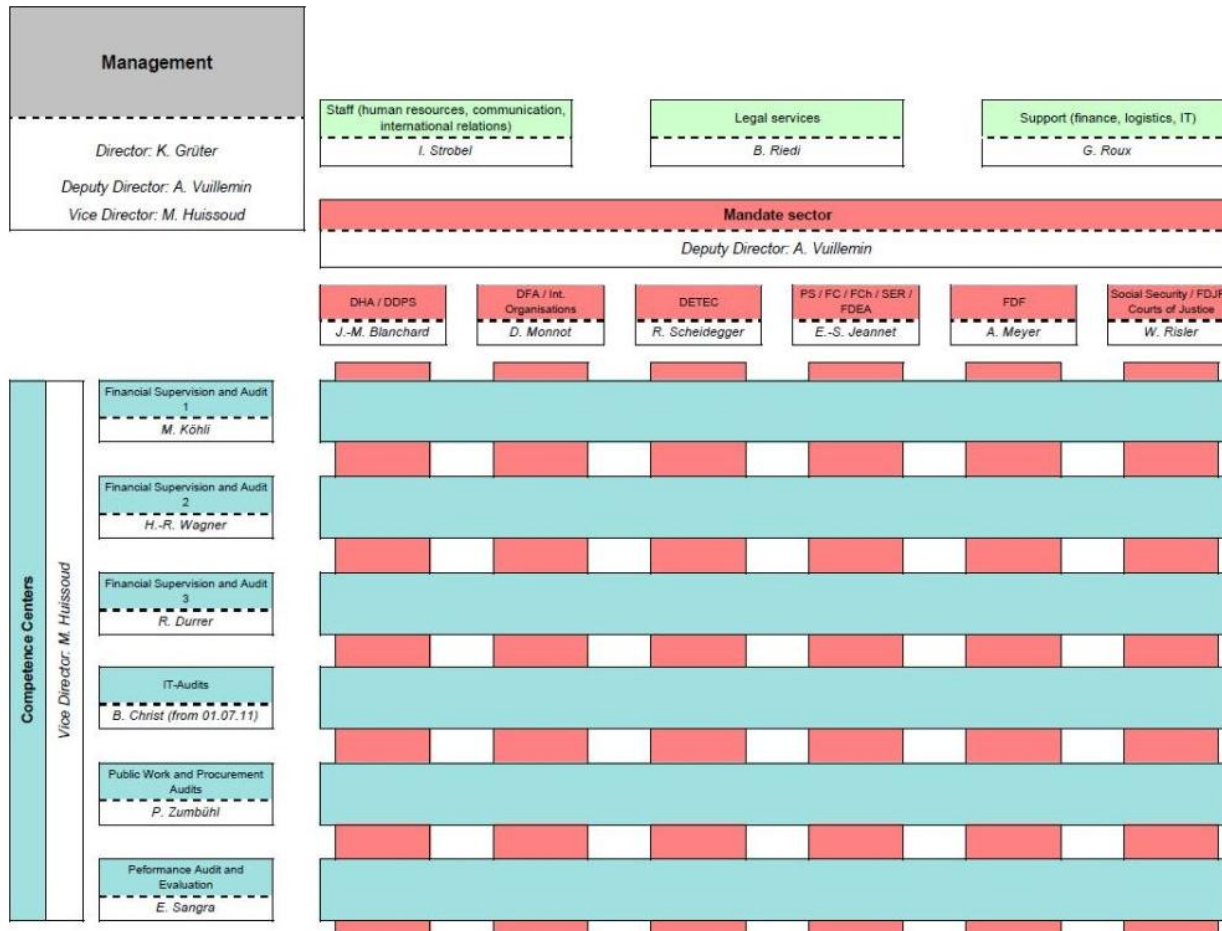 Management
Director: K. Grüter
Deputy Director: A. Vuillemin
Vice Director: M. Huissoud
Staff (human resources, communication,
international relations)
I. Strobel
Legal services
B. Riedi
Support (finance, logistics, IT)
G. Roux
Mandate sector
Deputy Director: A. Vuillemin
DHA / DDPS
J.-M. Blanchard
DFA / Int.
Organisations
D. Monnot
DETEC
R. Scheidegger
PS / FC / FCh / SER /
FDEA
E.-S. Jeannet
FDF
A. Meyer
Social Security / FDJP
Courts of Justice
W. Risler
Competence Centers
Vice Director: M. Huissoud
Financial Supervision and Audit
1
M. Köhli
Financial Supervision and Audit
2
H.-R. Wagner
Financial Supervision and Audit
3
R. Durrer
IT-Audits
B. Christ (from 01.07.11)
Public Work and Procurement
Audits
P. Zumbühl
Peformance Audit and
Evaluation
E. Sangra